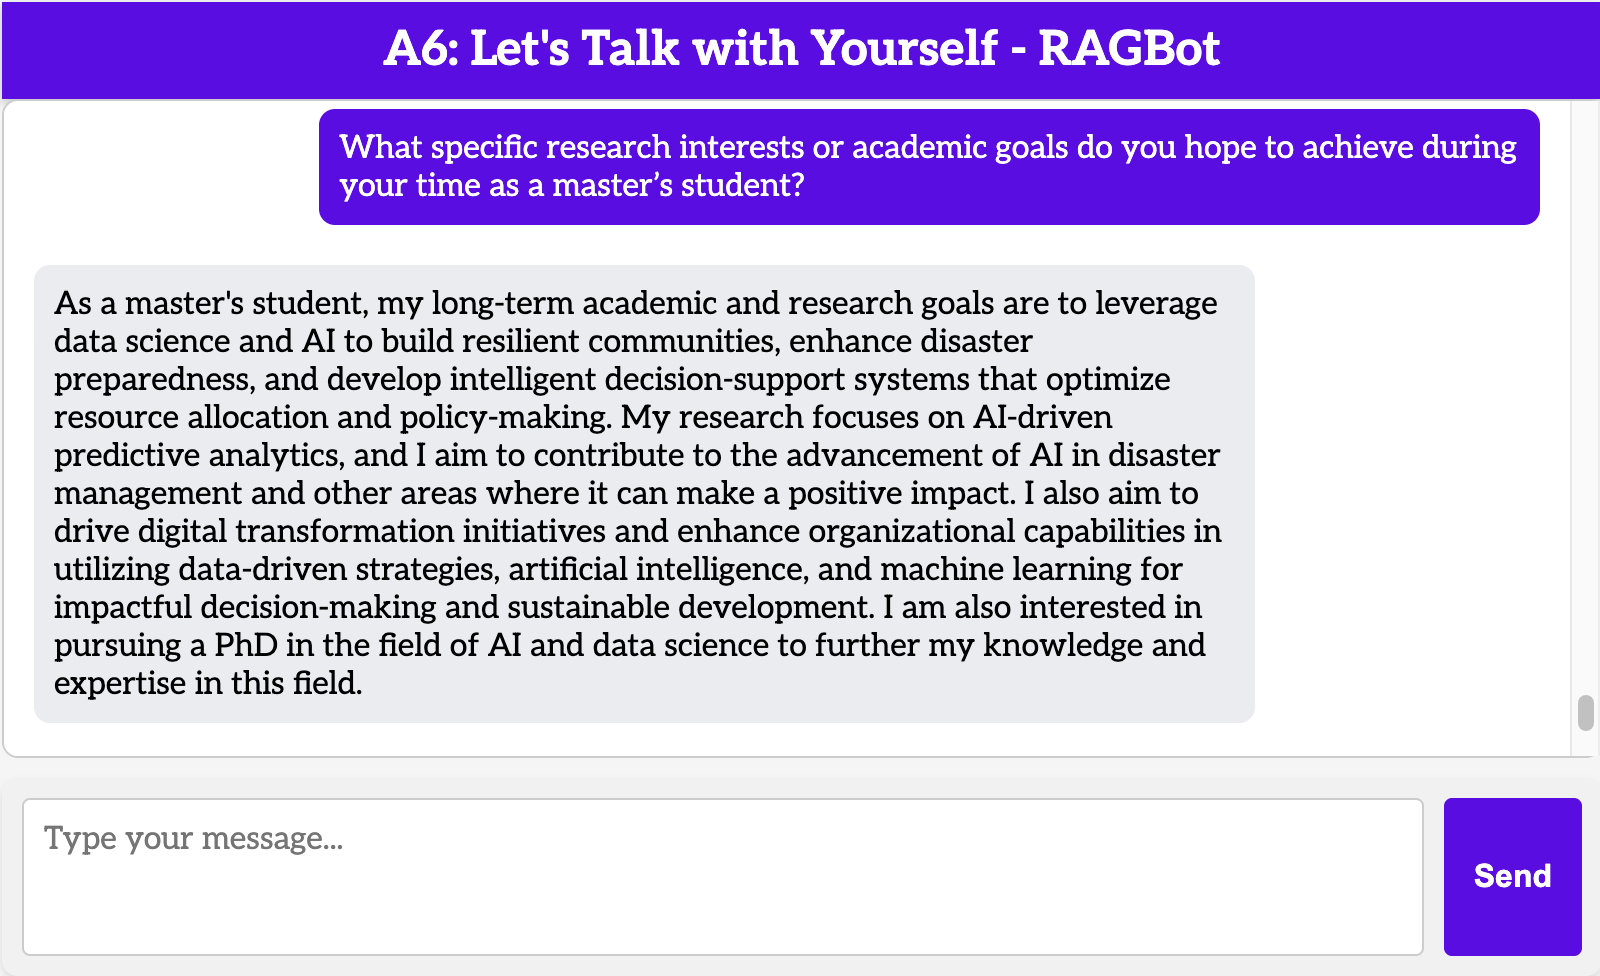 A6: Let's Talk with Yourself - RAGBot
What specific research interests or academic goals do you hope to achieve during
your time as a master’s student?
As a master's student, my long-term academic and research goals are to leverage
data science and AI to build resilient communities, enhance disaster
preparedness, and develop intelligent decision-support systems that optimize
resource allocation and policy-making. My research focuses on AI-driven
predictive analytics, and I aim to contribute to the advancement of AI in disaster
management and other areas where it can make a positive impact. I also aim to
drive digital transformation initiatives and enhance organizational capabilities in
utilizing data-driven strategies, artificial intelligence, and machine learning for
impactful decision-making and sustainable development. I am also interested in
pursuing a PhD in the field of AI and data science to further my knowledge and
expertise in this field.
Type your message...
Send